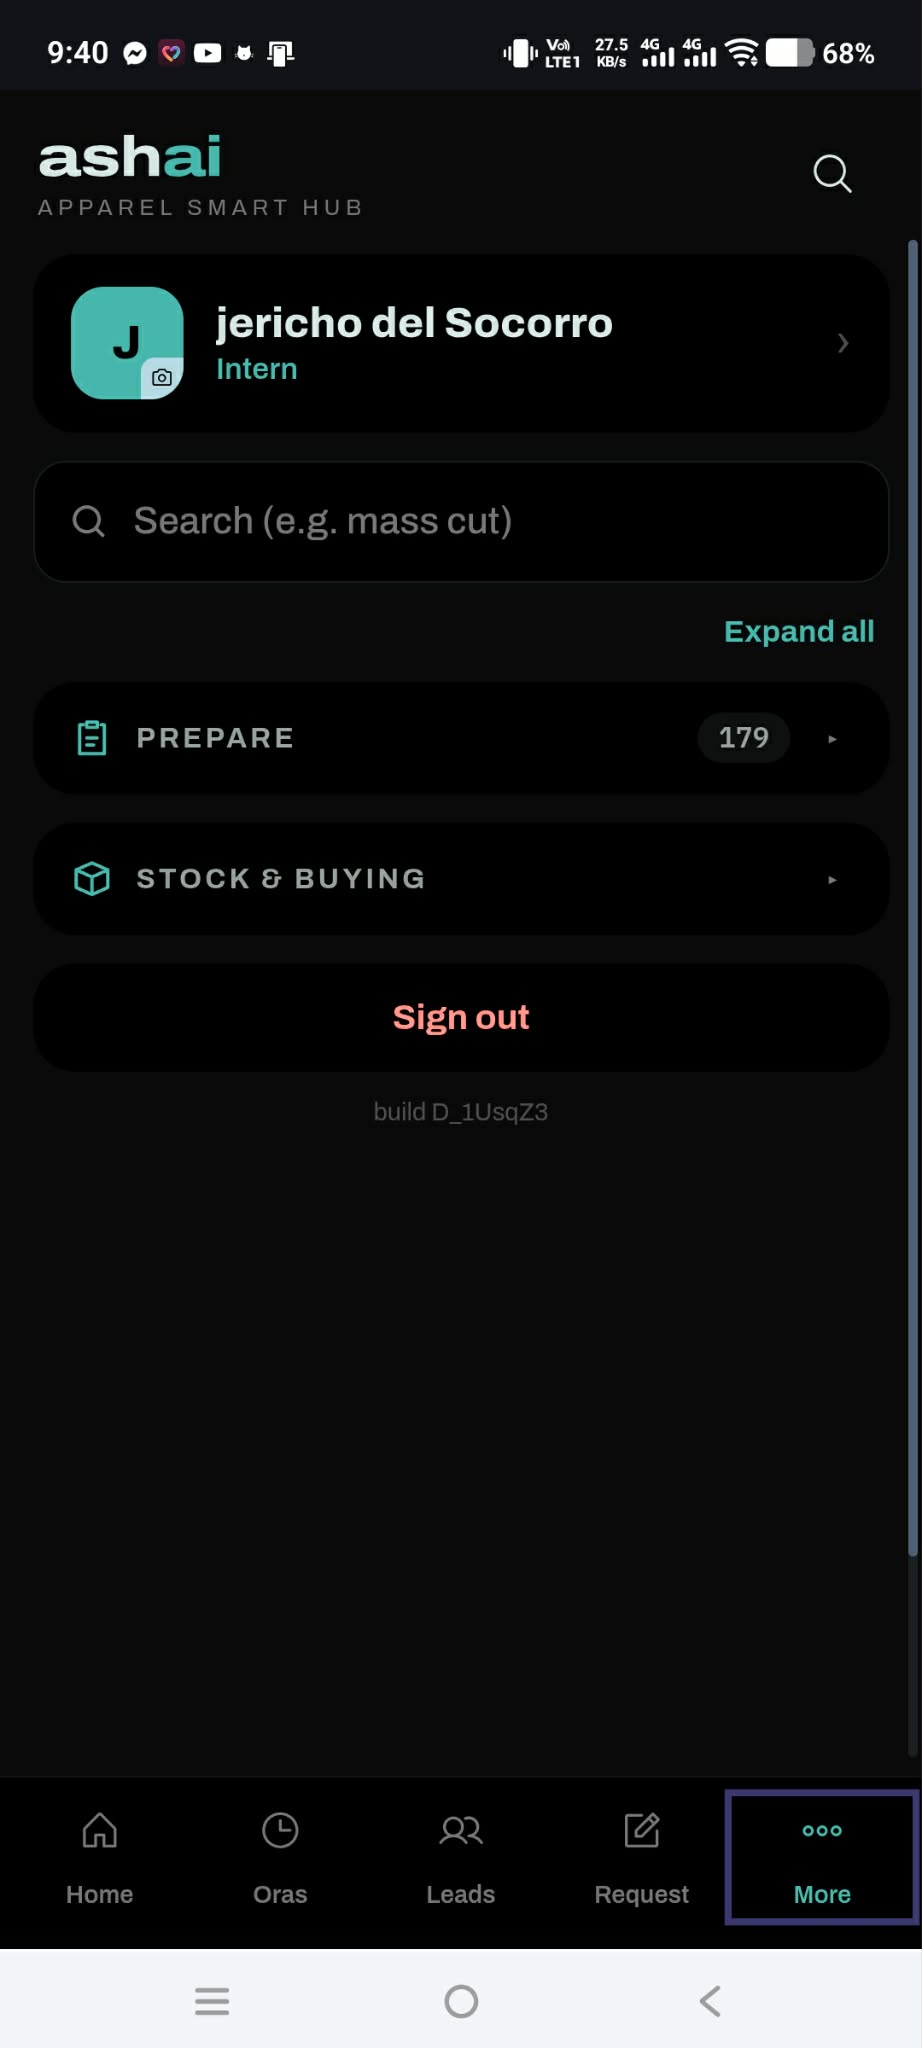 9:40 Vo) LTE1 27.5 KB/s 4G 4G 68%
ashai
APPAREL SMART HUB
J
jericho del Socorro
Intern
Search (e.g. mass cut)
Expand all
PREPARE 179
STOCK & BUYING
Sign out
build D_1UsqZ3
Home Oras Leads Request More